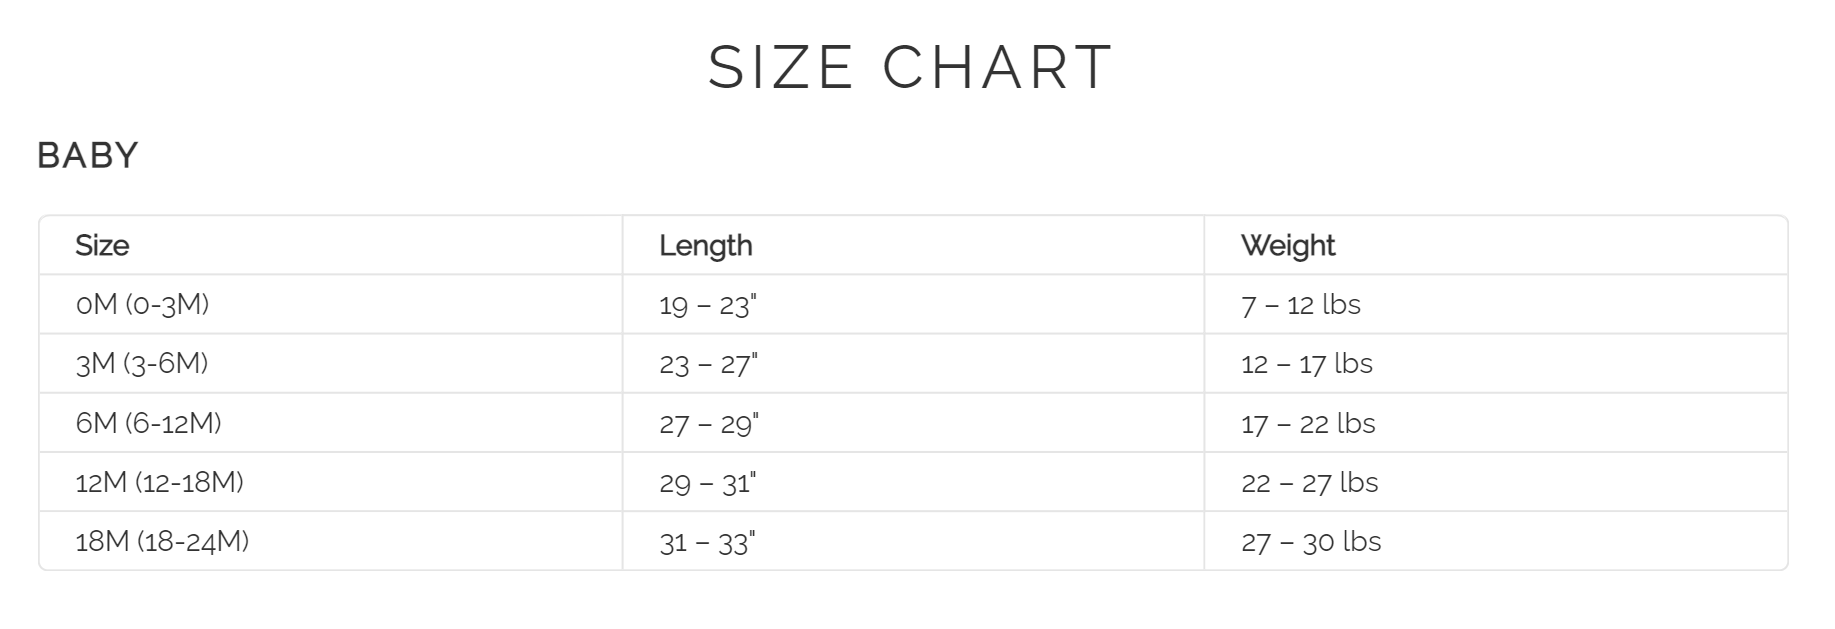 SIZE CHART
BABY
Size Length Weight
0M (0-3M) 19 – 23" 7 – 12 lbs
3M (3-6M) 23 – 27" 12 – 17 lbs
6M (6-12M) 27 – 29" 17 – 22 lbs
12M (12-18M) 29 – 31" 22 – 27 lbs
18M (18-24M) 31 – 33" 27 – 30 lbs